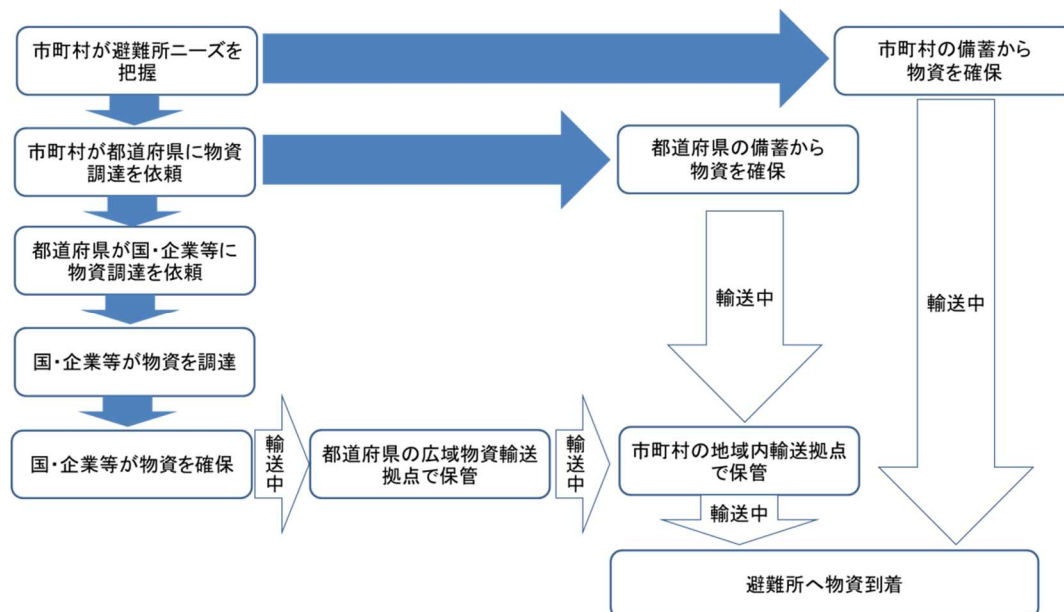 市町村が避難所ニーズを
把握
市町村の備蓄から
物資を確保
市町村が都道府県に物資
調達を依頼
都道府県の備蓄から
物資を確保
都道府県が国・企業等に
物資調達を依頼
輸送中
輸送中
国・企業等が物資を調達
国・企業等が物資を確保
輸送中
都道府県の広域物資輸送
拠点で保管
輸送中
市町村の地域内輸送拠点
で保管
輸送中
避難所へ物資到着